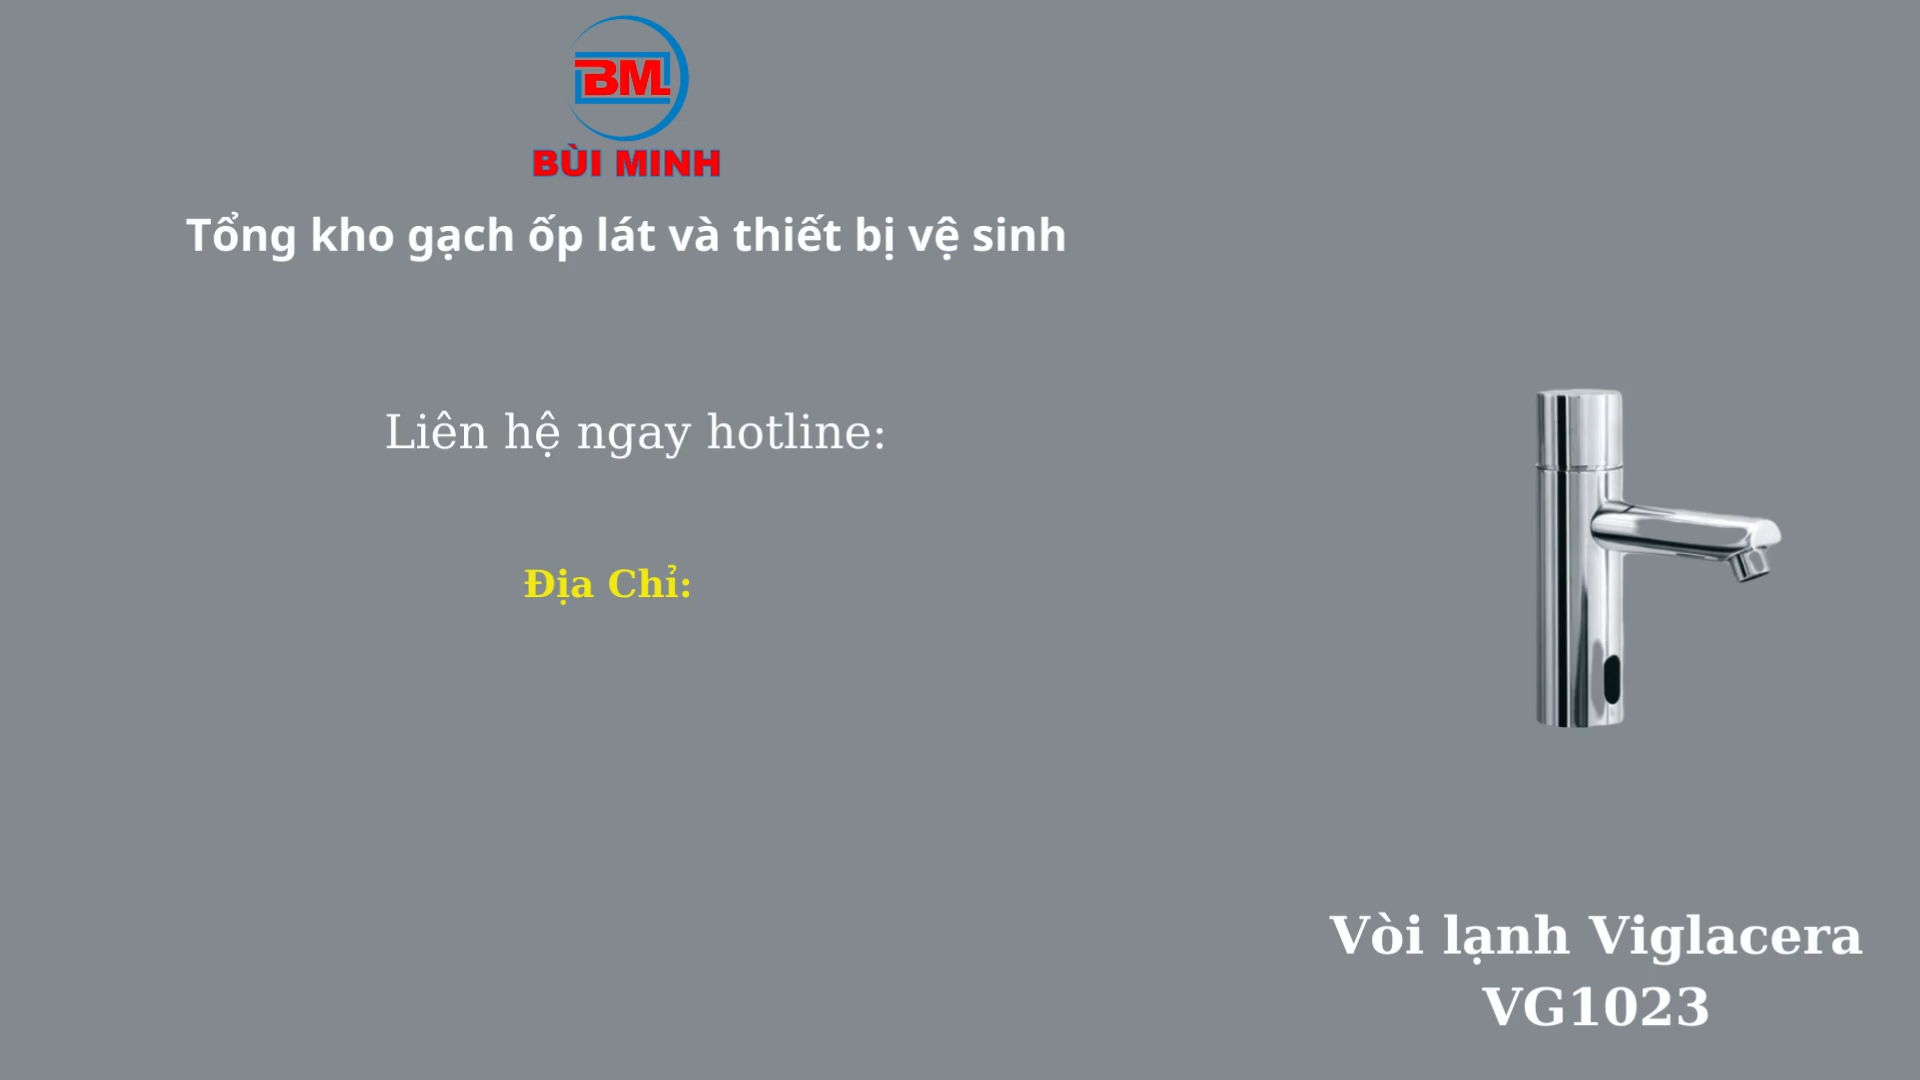 BM
BÙI MINH
Tổng kho gạch ốp lát và thiết bị vệ sinh
Liên hệ ngay hotline:
Địa Chỉ:
Vòi lạnh Viglacera
VG1023